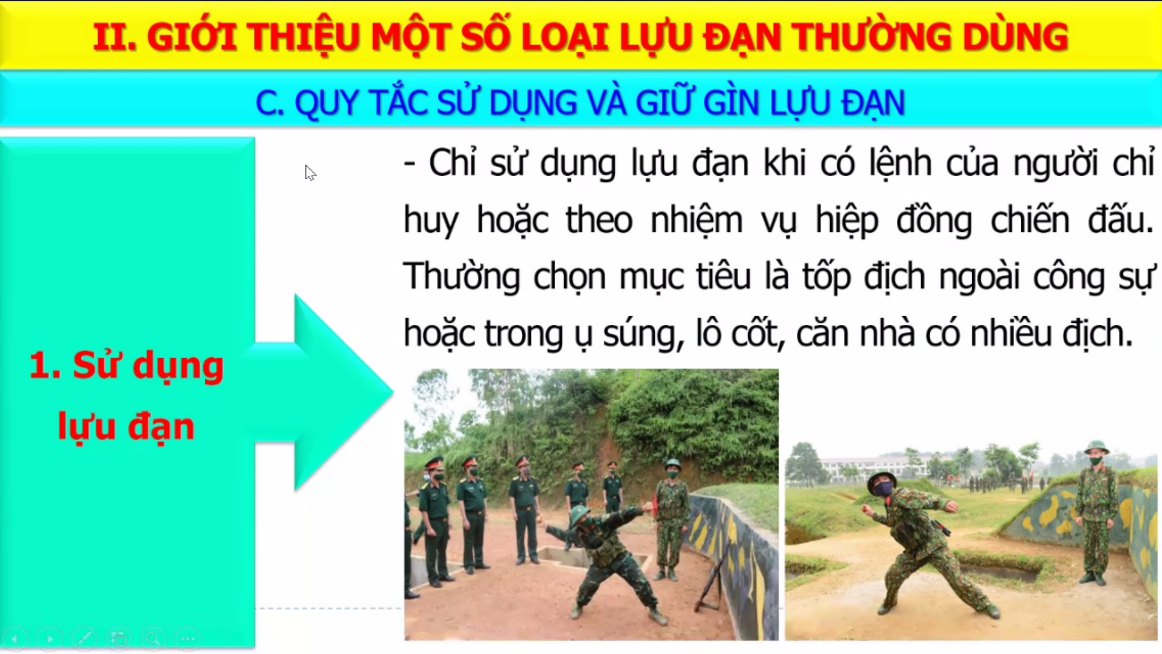 II. GIỚI THIỆU MỘT SỐ LOẠI LỰU ĐẠN THƯỜNG DÙNG
C. QUY TẮC SỬ DỤNG VÀ GIỮ GÌN LỰU ĐẠN
1. Sử dụng
lựu đạn
- Chỉ sử dụng lựu đạn khi có lệnh của người chỉ
huy hoặc theo nhiệm vụ hiệp đồng chiến đấu.
Thường chọn mục tiêu là tốp địch ngoài công sự
hoặc trong ụ súng, lô cốt, căn nhà có nhiều địch.